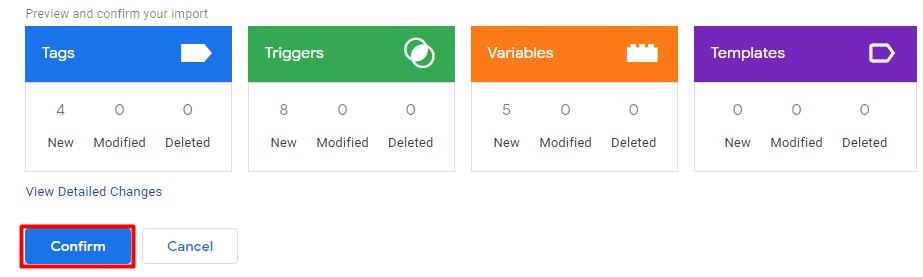 Preview and confirm your import
Tags Triggers Variables Templates
4 0 0 8 0 0 5 0 0 0 0 0
New Modified Deleted New Modified Deleted New Modified Deleted New Modified Deleted
View Detailed Changes
Confirm Cancel